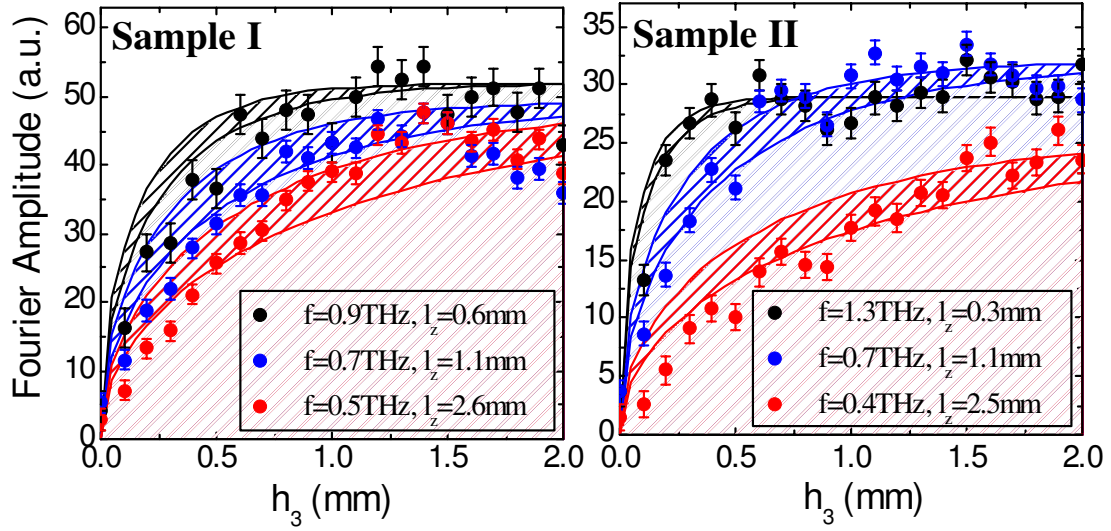 Sample I
Fourier Amplitude (a.u.)
60
50
40
30
20
10
0
f=0.9THz, l_z=0.6mm
f=0.7THz, l_z=1.1mm
f=0.5THz, l_z=2.6mm
0.0 0.5 1.0 1.5 2.0
h_3 (mm)
Sample II
35
30
25
20
15
10
5
0
f=1.3THz, l_z=0.3mm
f=0.7THz, l_z=1.1mm
f=0.4THz, l_z=2.5mm
0.0 0.5 1.0 1.5 2.0
h_3 (mm)